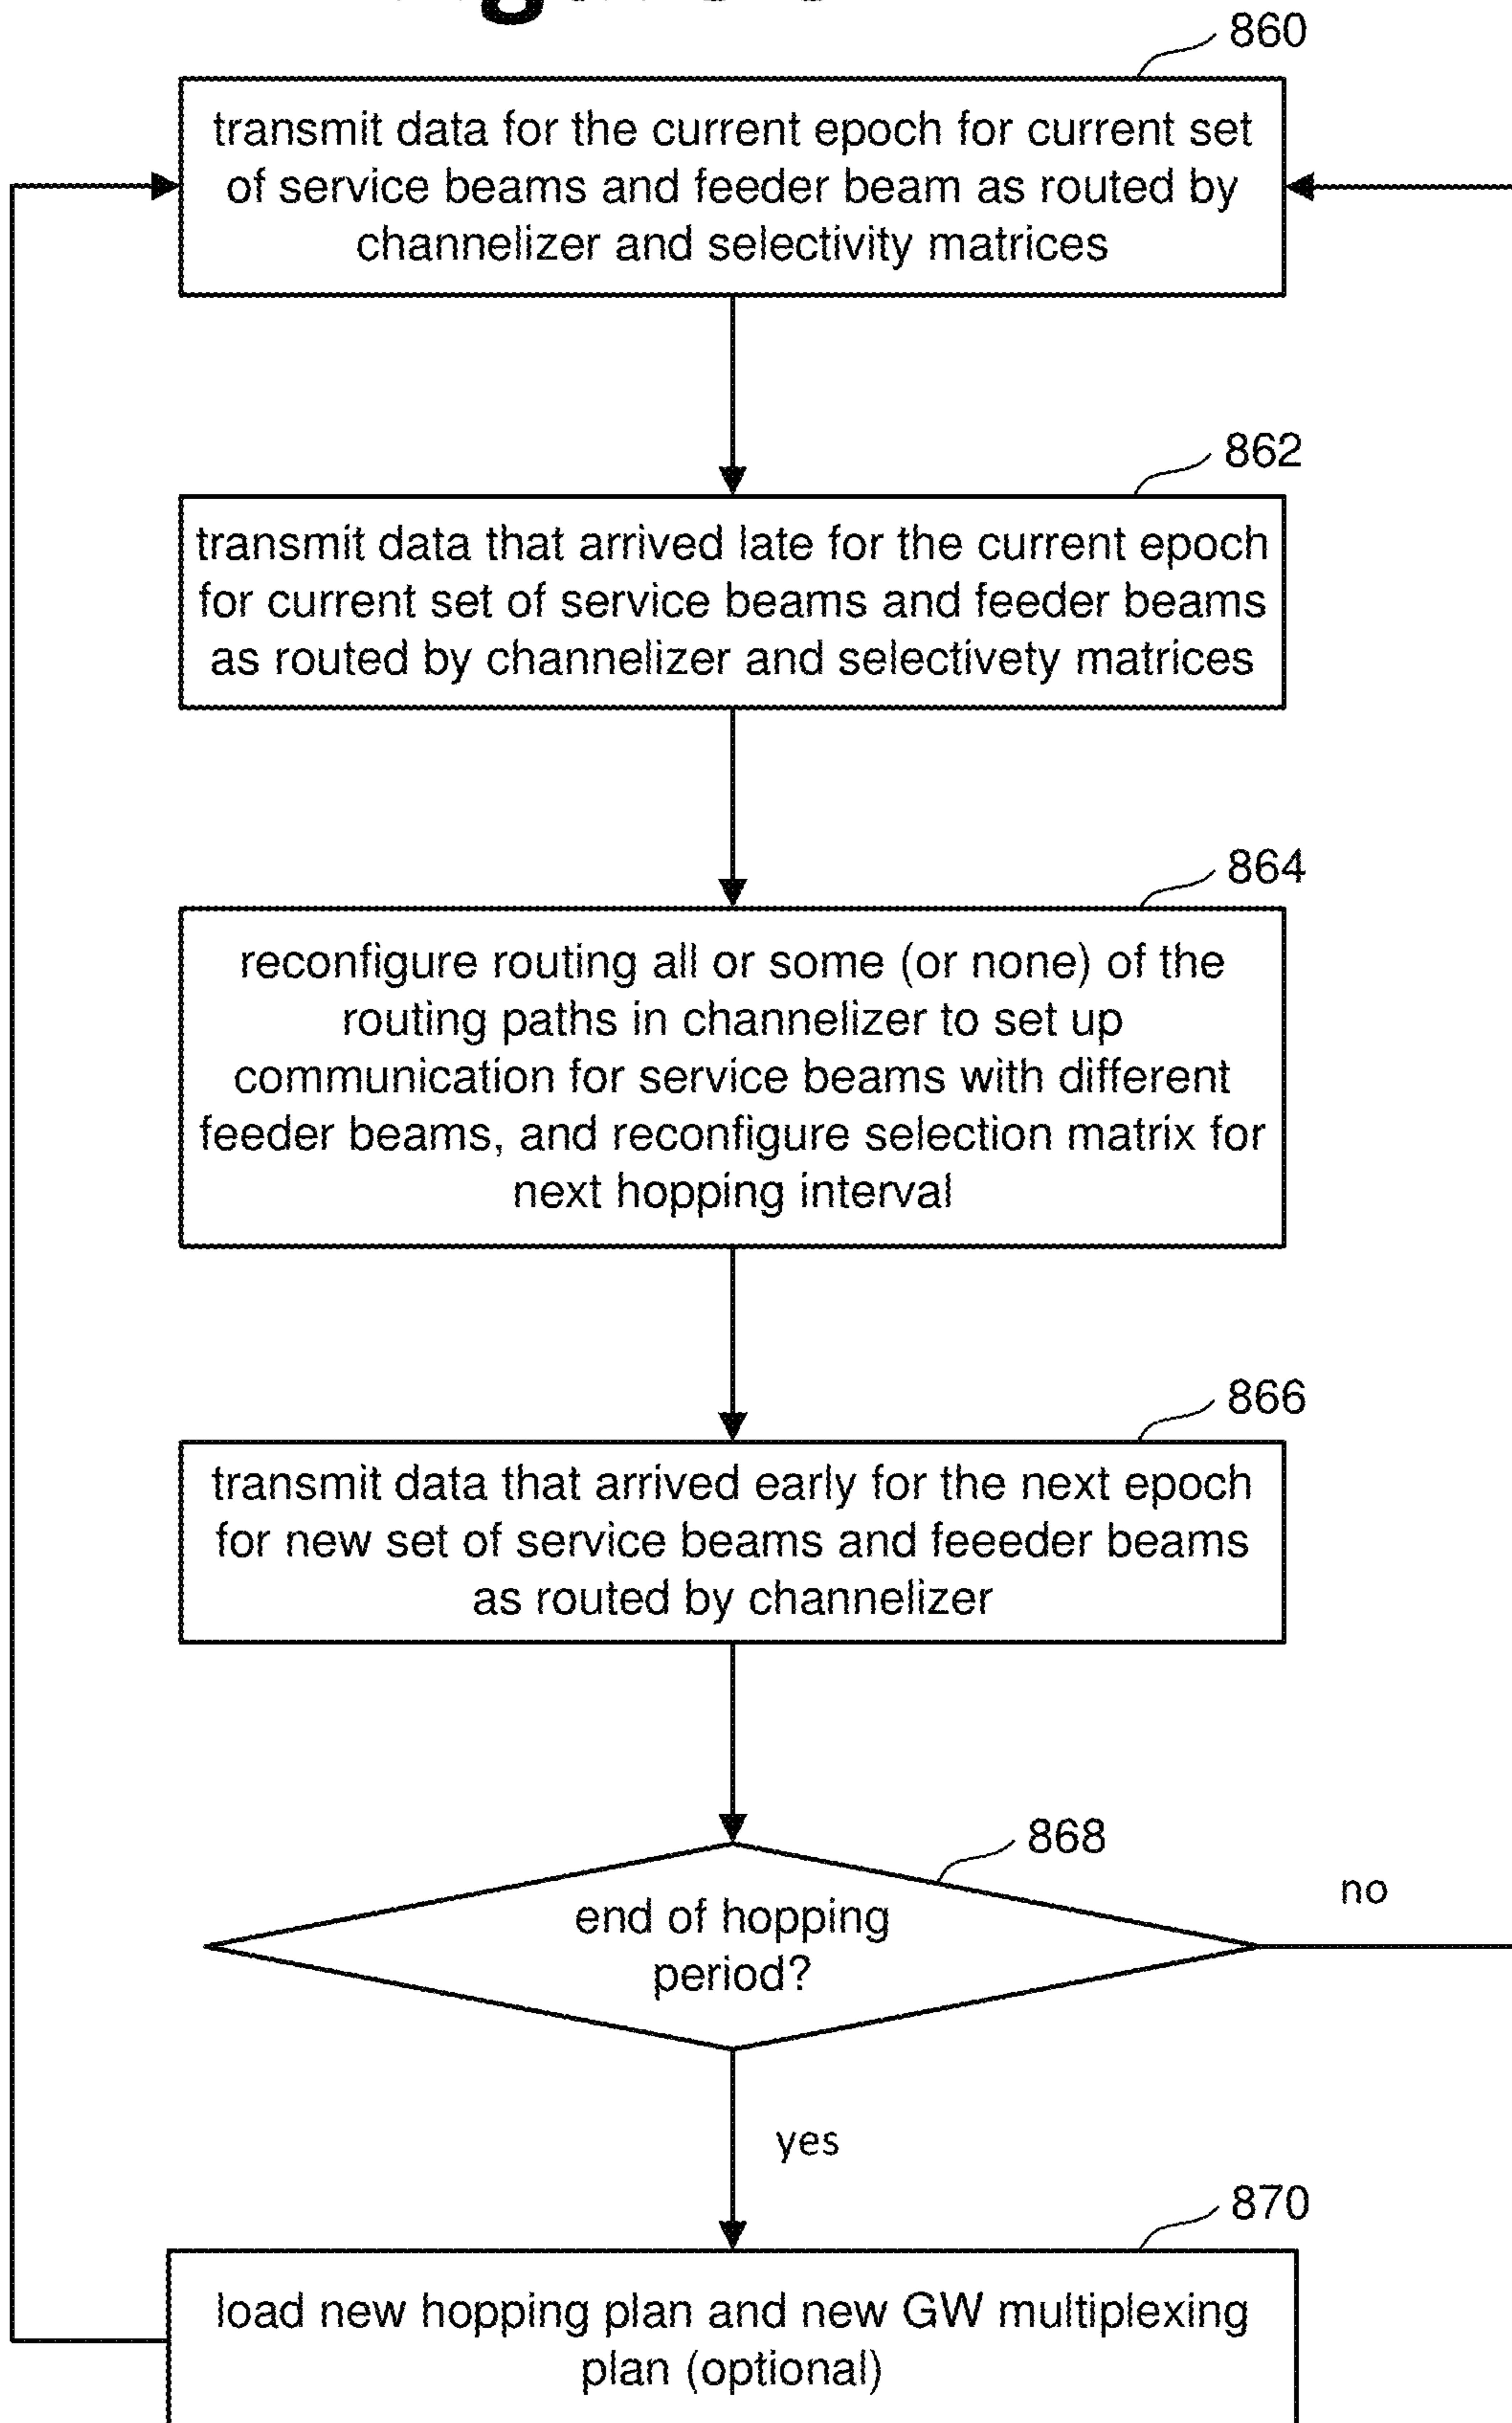 860
transmit data for the current epoch for current set
of service beams and feeder beam as routed by
channelizer and selectivity matrices
862
transmit data that arrived late for the current epoch
for current set of service beams and feeder beams
as routed by channelizer and selectivety matrices
864
reconfigure routing all or some (or none) of the
routing paths in channelizer to set up
communication for service beams with different
feeder beams, and reconfigure selection matrix for
next hopping interval
866
transmit data that arrived early for the next epoch
for new set of service beams and feeeder beams
as routed by channelizer
868
end of hopping
period?
no
yes
870
load new hopping plan and new GW multiplexing
plan (optional)